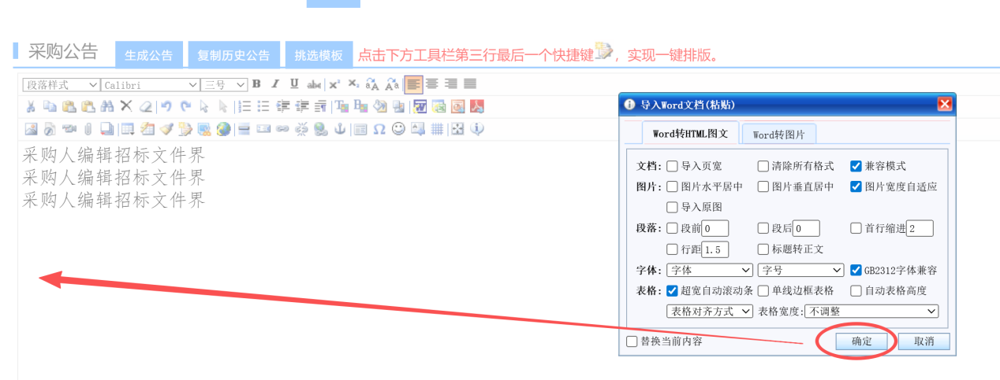 采购公告 生成公告 复制历史公告 挑选模板 点击下方工具栏第三行最后一个快捷键，实现一键排版。
段落样式 Calibri 三号
采购人编辑招标文件界
采购人编辑招标文件界
采购人编辑招标文件界
导入Word文档(粘贴)
Word转HTML图文 Word转图片
文档: 导入页宽 清除所有格式 兼容模式
图片: 图片水平居中 图片垂直居中 图片宽度自适应
导入原图
段落: 段前 0 段后 0 首行缩进 2
行距 1.5 标题转正文
字体: 字体 字号 GB2312字体兼容
表格: 超宽自动滚动条 单线边框表格 自动表格高度
表格对齐方式 表格宽度: 不调整
替换当前内容 确定 取消